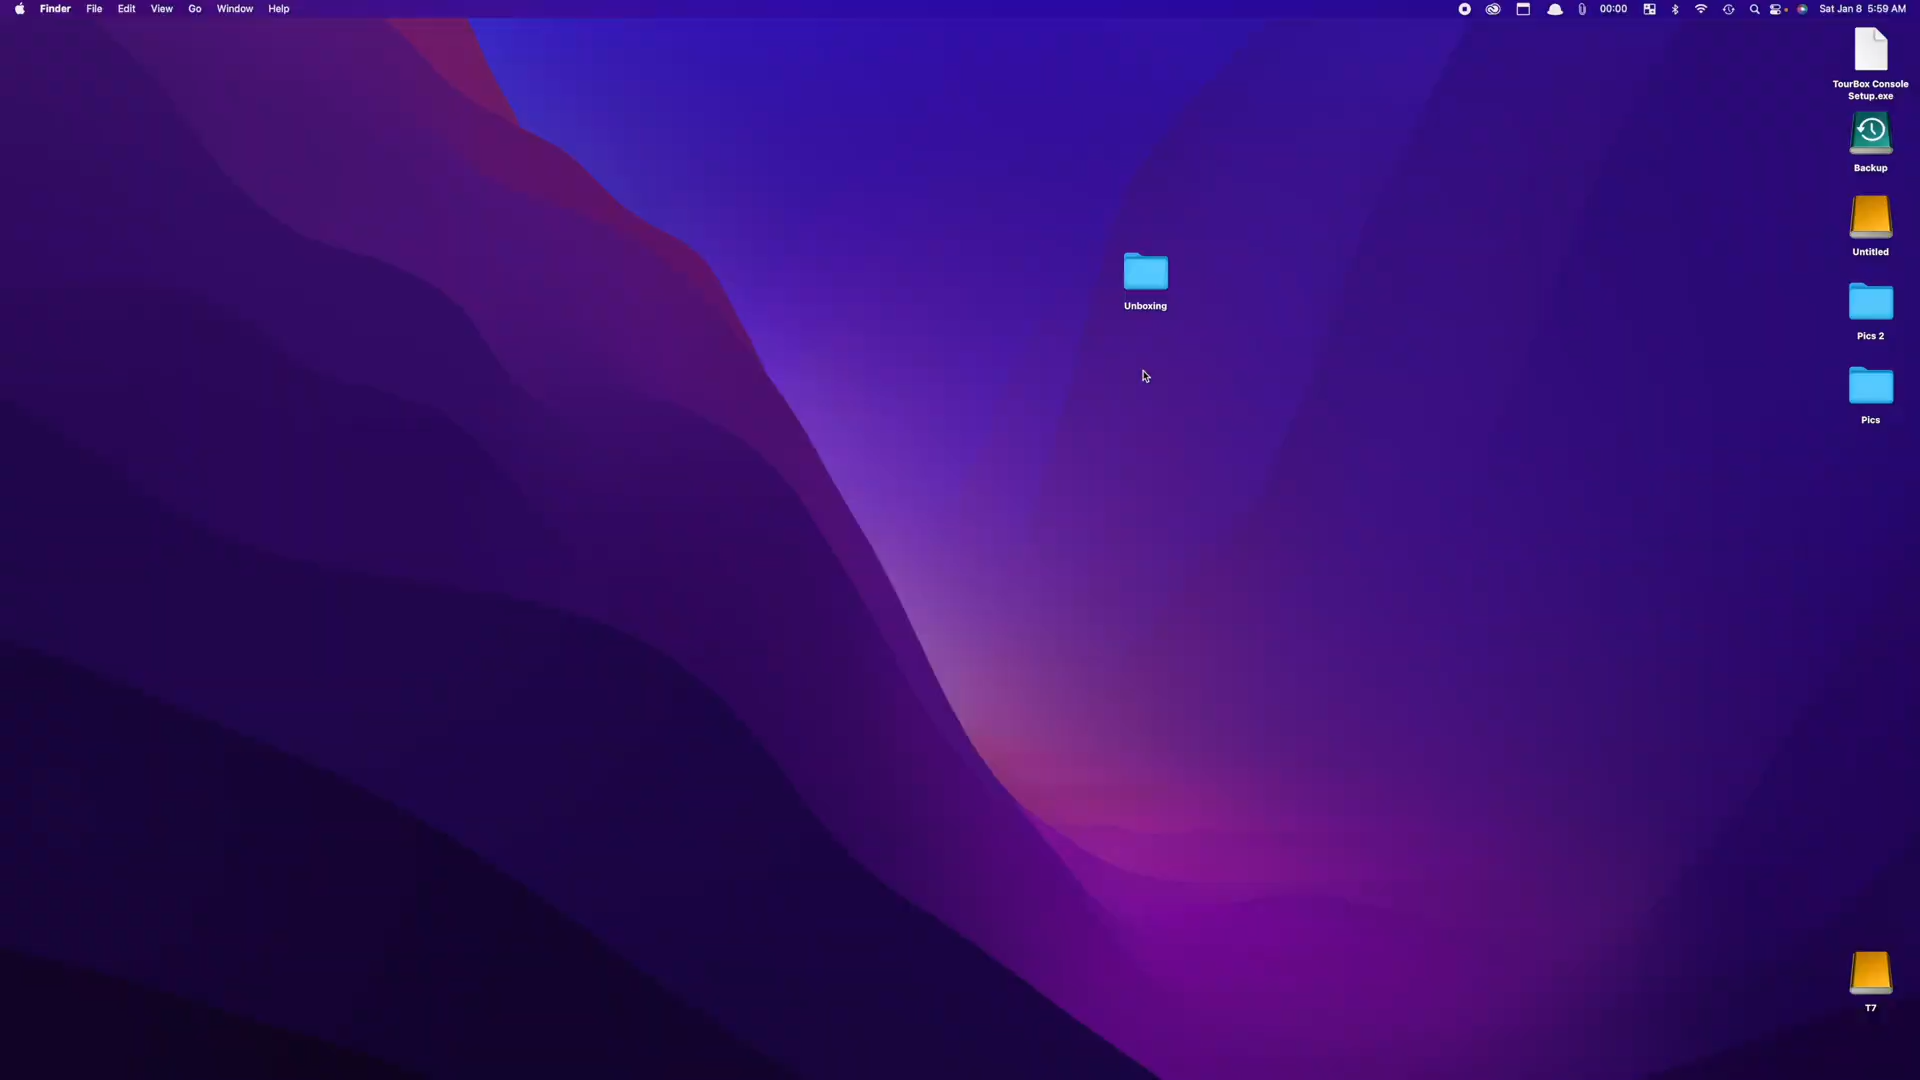 Finder File Edit View Go Window Help 00:00 Sat Jan 8 5:59 AM
TourBox Console
Setup.exe
Backup
Untitled
Unboxing
Pics 2
Pics
T7